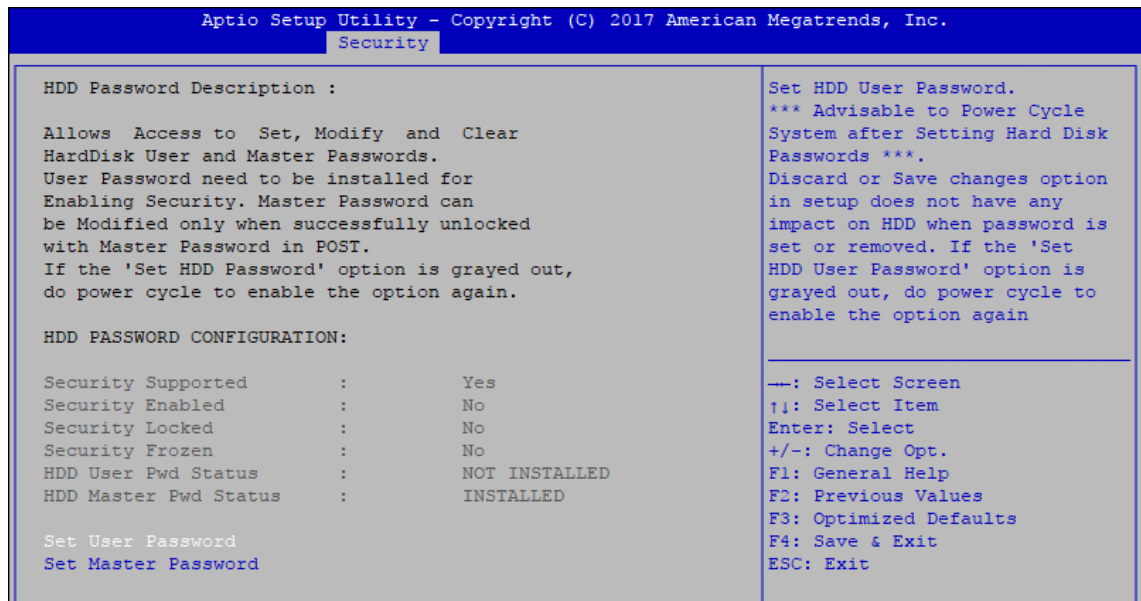 Aptio Setup Utility – Copyright (C) 2017 American Megatrends, Inc.
Security
HDD Password Description :
Allows Access to Set, Modify and Clear
HardDisk User and Master Passwords.
User Password need to be installed for
Enabling Security. Master Password can
be Modified only when successfully unlocked
with Master Password in POST.
If the 'Set HDD Password' option is grayed out,
do power cycle to enable the option again.
HDD PASSWORD CONFIGURATION:
Security Supported : Yes
Security Enabled : No
Security Locked : No
Security Frozen : No
HDD User Pwd Status : NOT INSTALLED
HDD Master Pwd Status : INSTALLED
Set User Password
Set Master Password
Set HDD User Password.
*** Advisable to Power Cycle
System after Setting Hard Disk
Passwords ***.
Discard or Save changes option
in setup does not have any
impact on HDD when password is
set or removed. If the 'Set
HDD User Password' option is
grayed out, do power cycle to
enable the option again
→←: Select Screen
↑↓: Select Item
Enter: Select
+/-: Change Opt.
F1: General Help
F2: Previous Values
F3: Optimized Defaults
F4: Save & Exit
ESC: Exit